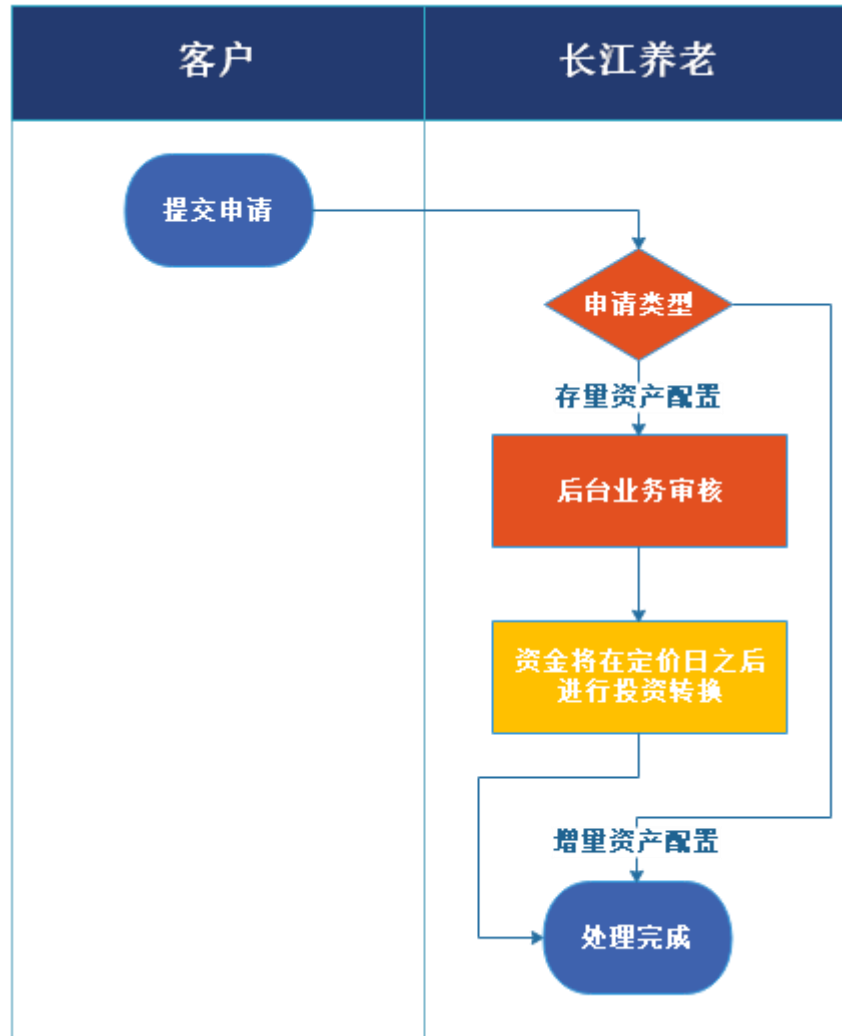 客户
长江养老
提交申请
申请类型
存量资产配置
后台业务审核
资金将在定价日之后
进行投资转换
增量资产配置
处理完成